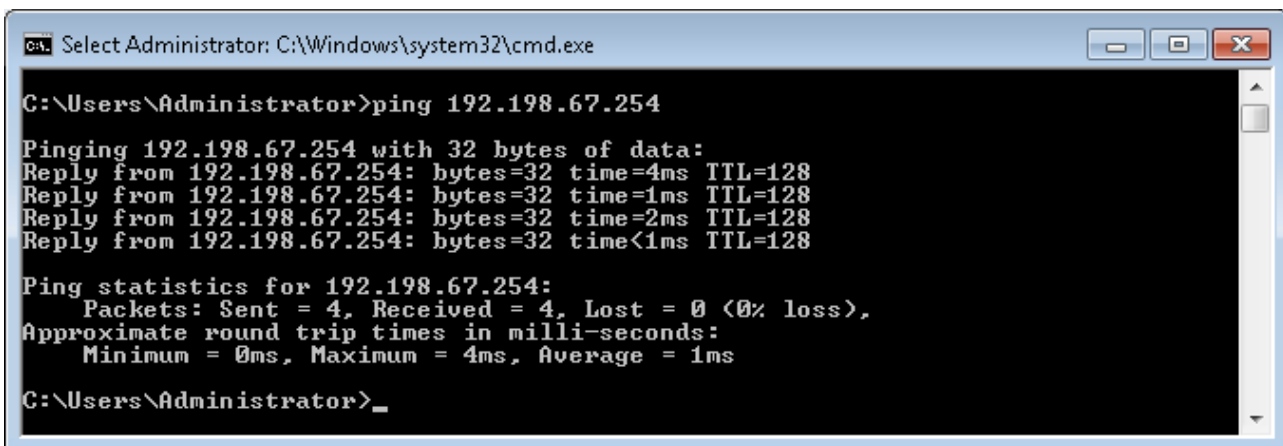 Select Administrator: C:\Windows\system32\cmd.exe
C:\Users\Administrator>ping 192.198.67.254
Pinging 192.198.67.254 with 32 bytes of data:
Reply from 192.198.67.254: bytes=32 time=4ms TTL=128
Reply from 192.198.67.254: bytes=32 time=1ms TTL=128
Reply from 192.198.67.254: bytes=32 time=2ms TTL=128
Reply from 192.198.67.254: bytes=32 time<1ms TTL=128
Ping statistics for 192.198.67.254:
    Packets: Sent = 4, Received = 4, Lost = 0 (0% loss),
Approximate round trip times in milli-seconds:
    Minimum = 0ms, Maximum = 4ms, Average = 1ms
C:\Users\Administrator>_